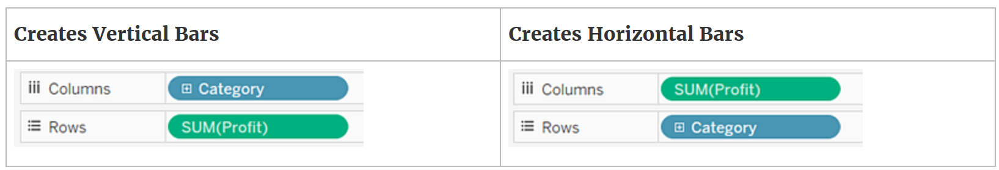 Creates Vertical Bars
Creates Horizontal Bars
Columns
Category
Rows
SUM(Profit)
Columns
SUM(Profit)
Rows
Category